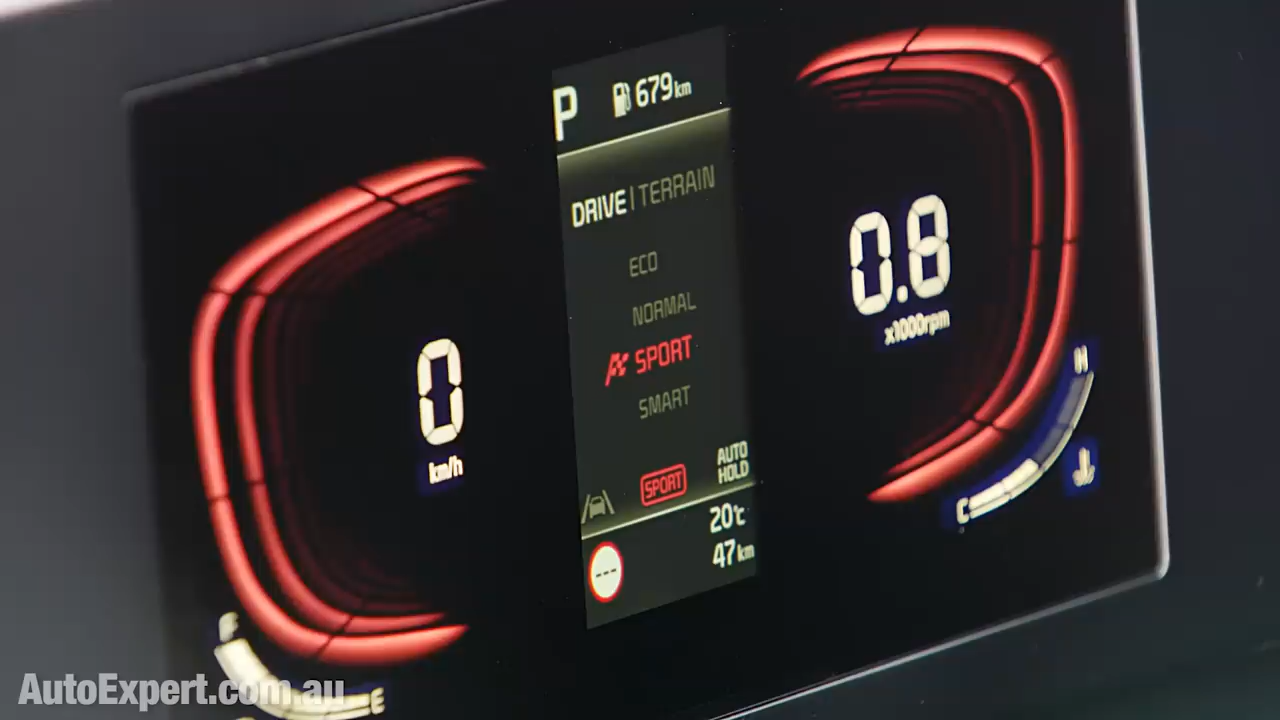 P 679km
DRIVE | TERRAIN
ECO
NORMAL
SPORT
SMART
SPORT
AUTO
HOLD
20°C
---
47km
0
km/h
0.8
x1000rpm
H
C
F
E
AutoExpert.com.au